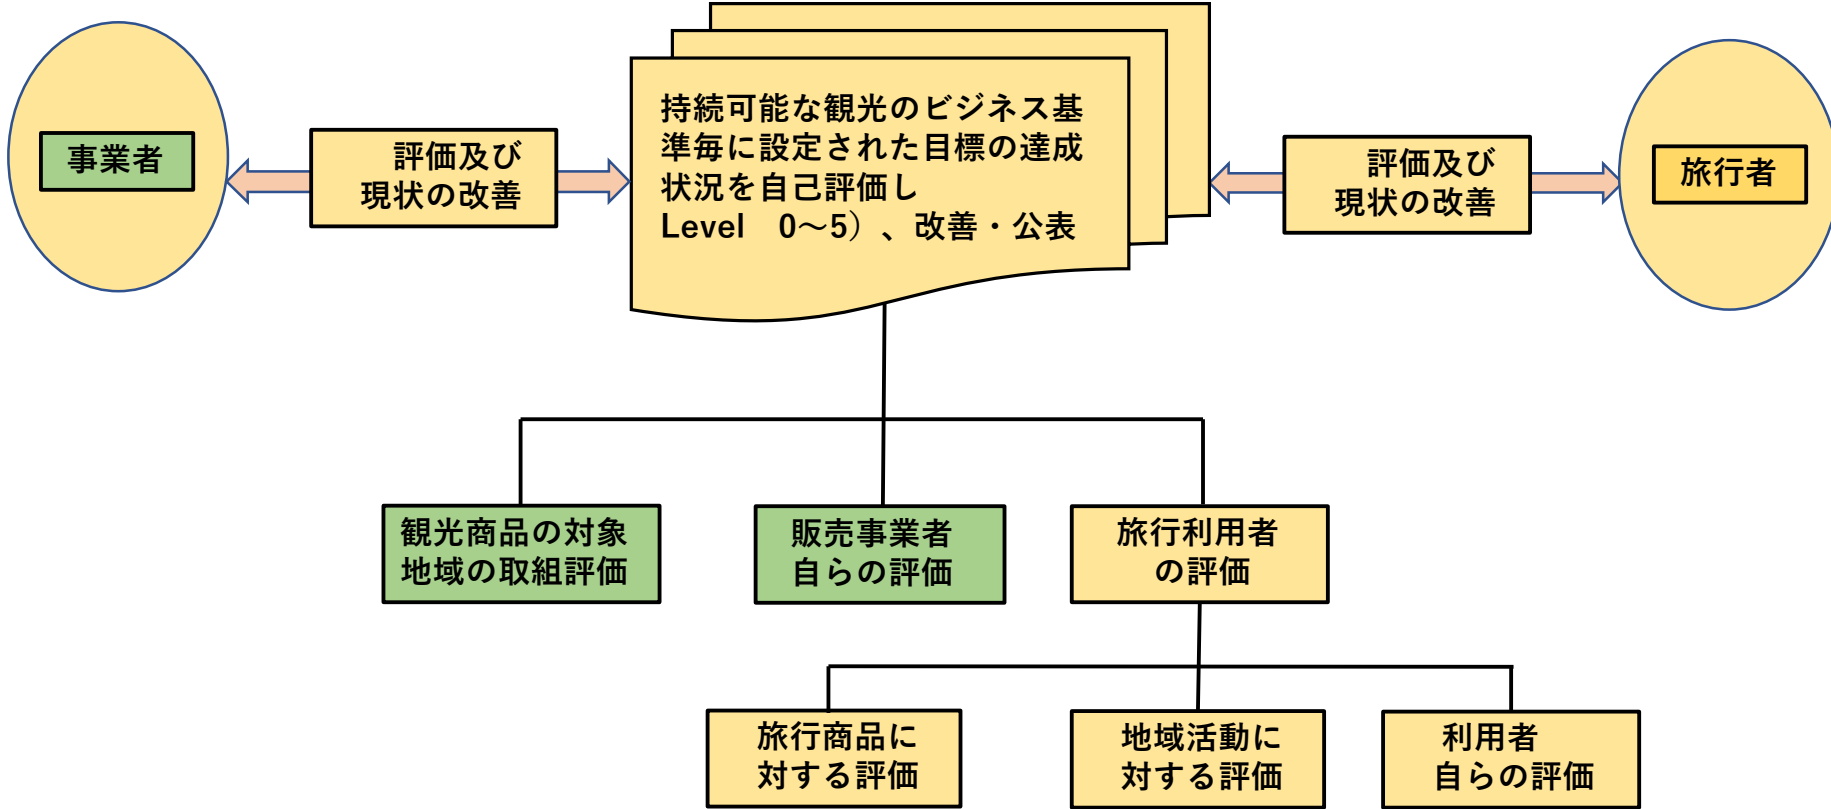 事業者
評価及び
現状の改善
持続可能な観光のビジネス基
準毎に設定された目標の達成
状況を自己評価し
Level　0～5）、改善・公表
評価及び
現状の改善
旅行者
観光商品の対象
地域の取組評価
販売事業者
自らの評価
旅行利用者
の評価
旅行商品に
対する評価
地域活動に
対する評価
利用者
自らの評価